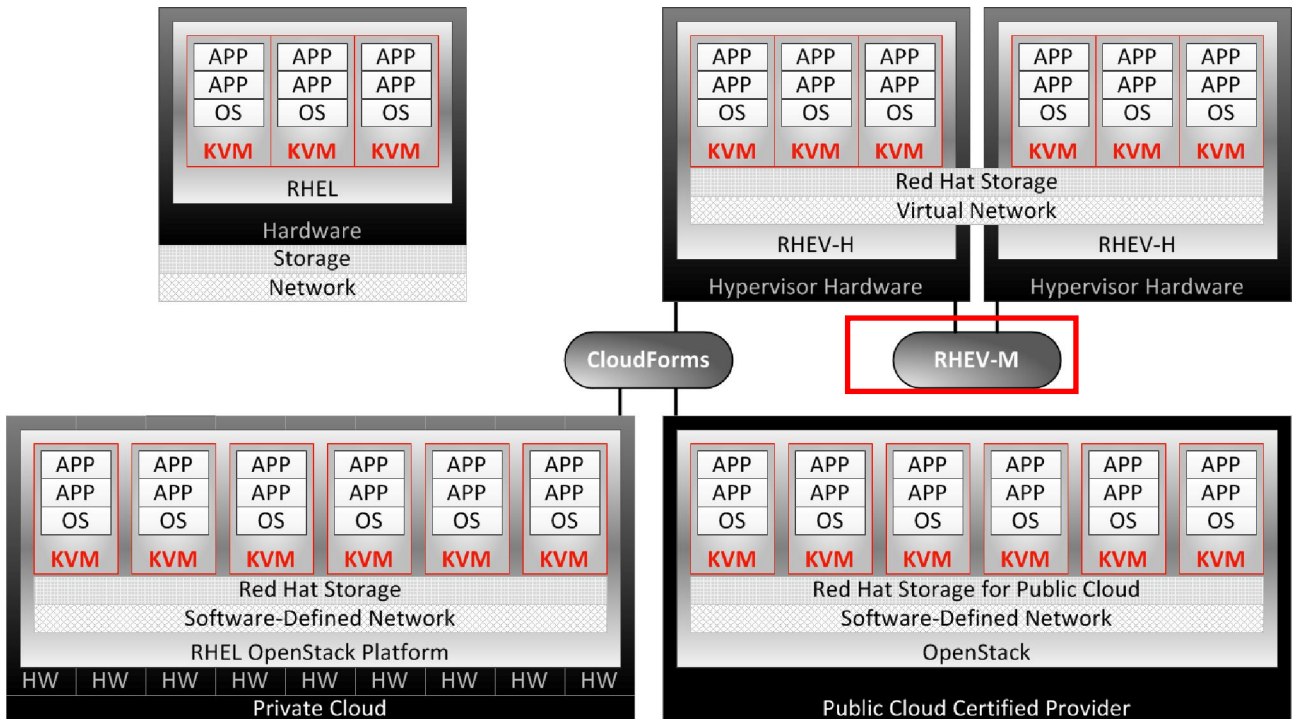 APP APP APP
APP APP APP
OS OS OS
KVM KVM KVM
RHEL
Hardware
Storage
Network
APP APP APP APP APP APP
APP APP APP APP APP APP
OS OS OS OS OS OS
KVM KVM KVM KVM KVM KVM
Red Hat Storage
Virtual Network
RHEV-H RHEV-H
Hypervisor Hardware Hypervisor Hardware
CloudForms RHEV-M
APP APP APP APP APP APP
APP APP APP APP APP APP
OS OS OS OS OS OS
KVM KVM KVM KVM KVM KVM
Red Hat Storage
Software-Defined Network
RHEL OpenStack Platform
HW HW HW HW HW HW HW HW HW
Private Cloud
APP APP APP APP APP APP
APP APP APP APP APP APP
OS OS OS OS OS OS
KVM KVM KVM KVM KVM KVM
Red Hat Storage for Public Cloud
Software-Defined Network
OpenStack
Public Cloud Certified Provider